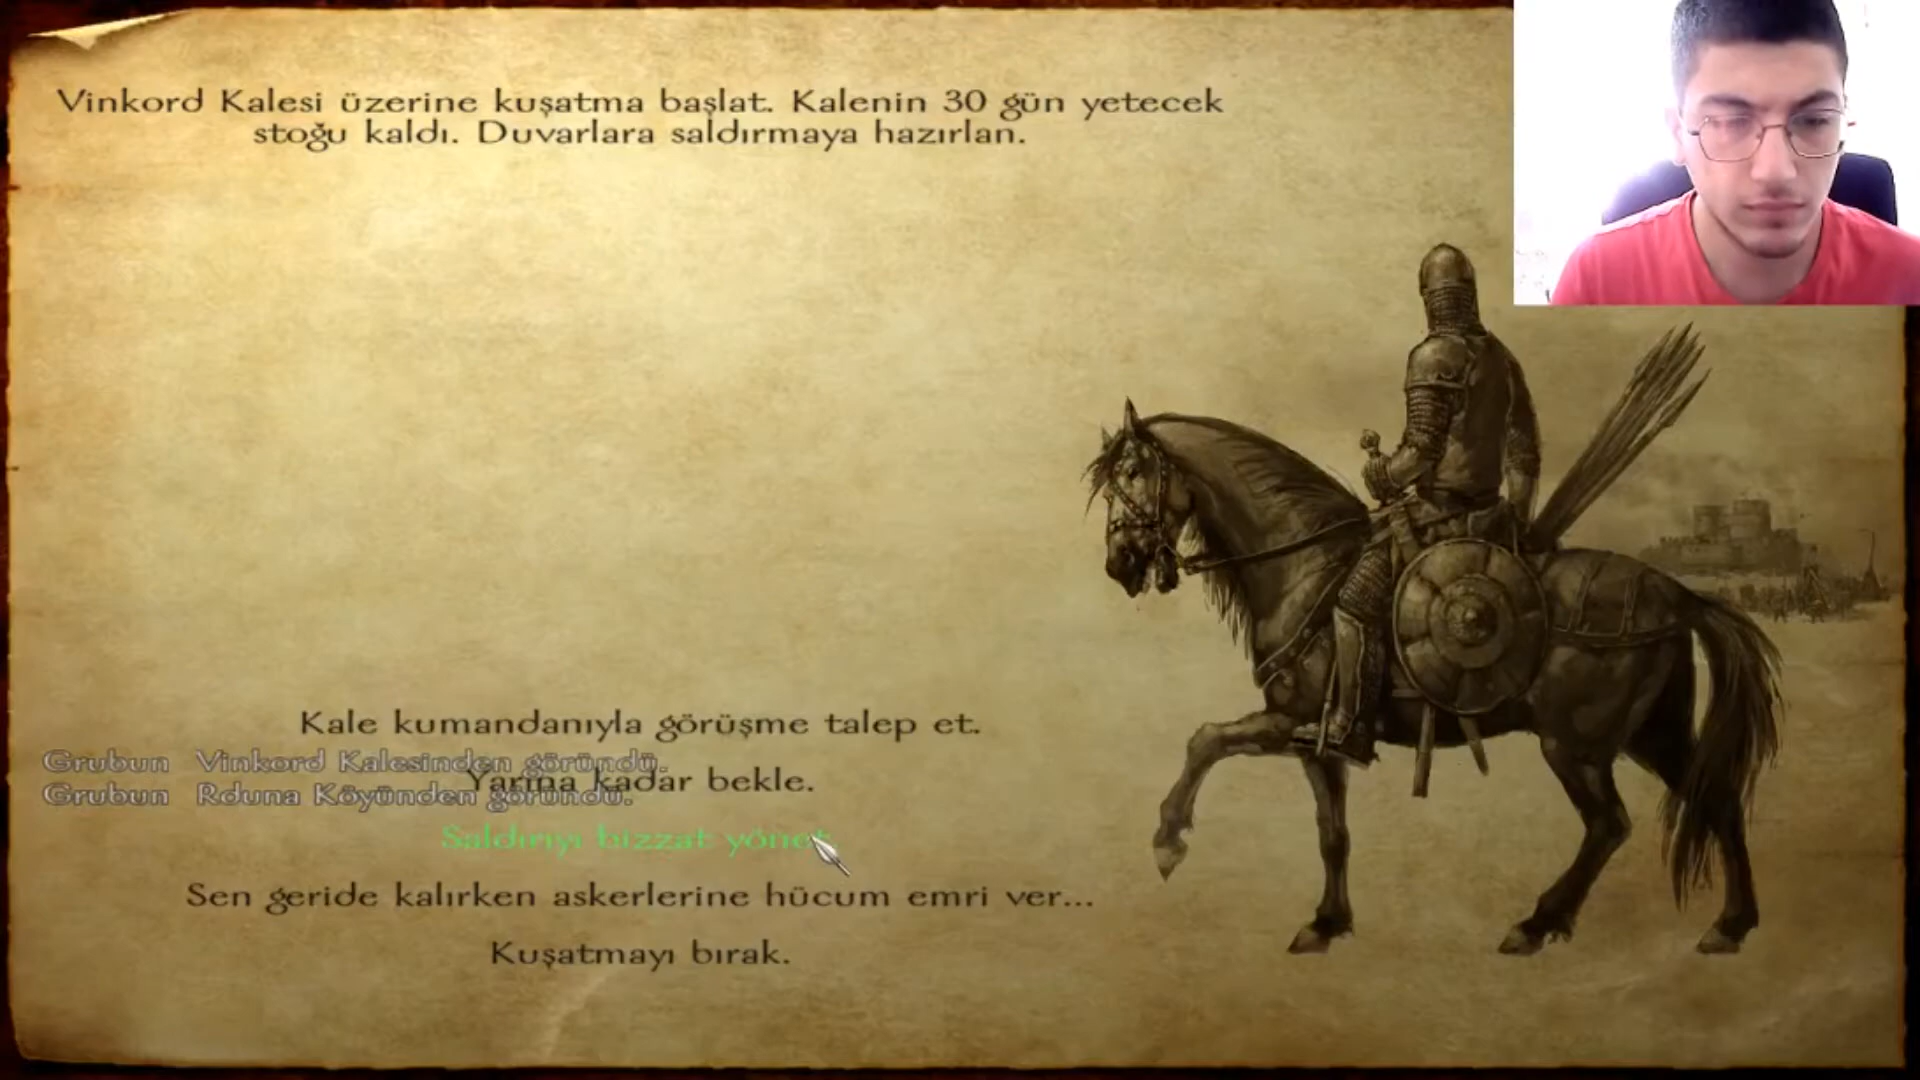 Vinkord Kalesi üzerine kuşatma başlat. Kalenin 30 gün yetecek
stoğu kaldı. Duvarlara saldırmaya hazırlan.
Kale kumandanıyla görüşme talep et.
Grubun Vinkord Kalesinden göründü.
Yarına kadar bekle.
Grubun Rduna Köyünden göründü.
Saldırıyı bizzat yönet
Sen geride kalırken askerlerine hücum emri ver...
Kuşatmayı bırak.